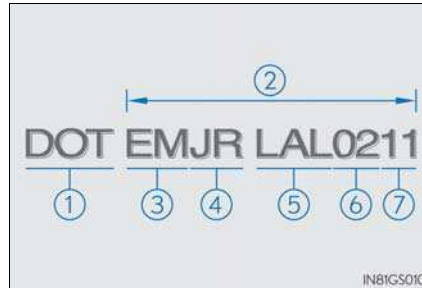 ②
DOT EMJR LAL0211
① ③ ④ ⑤ ⑥ ⑦
IN81GS010